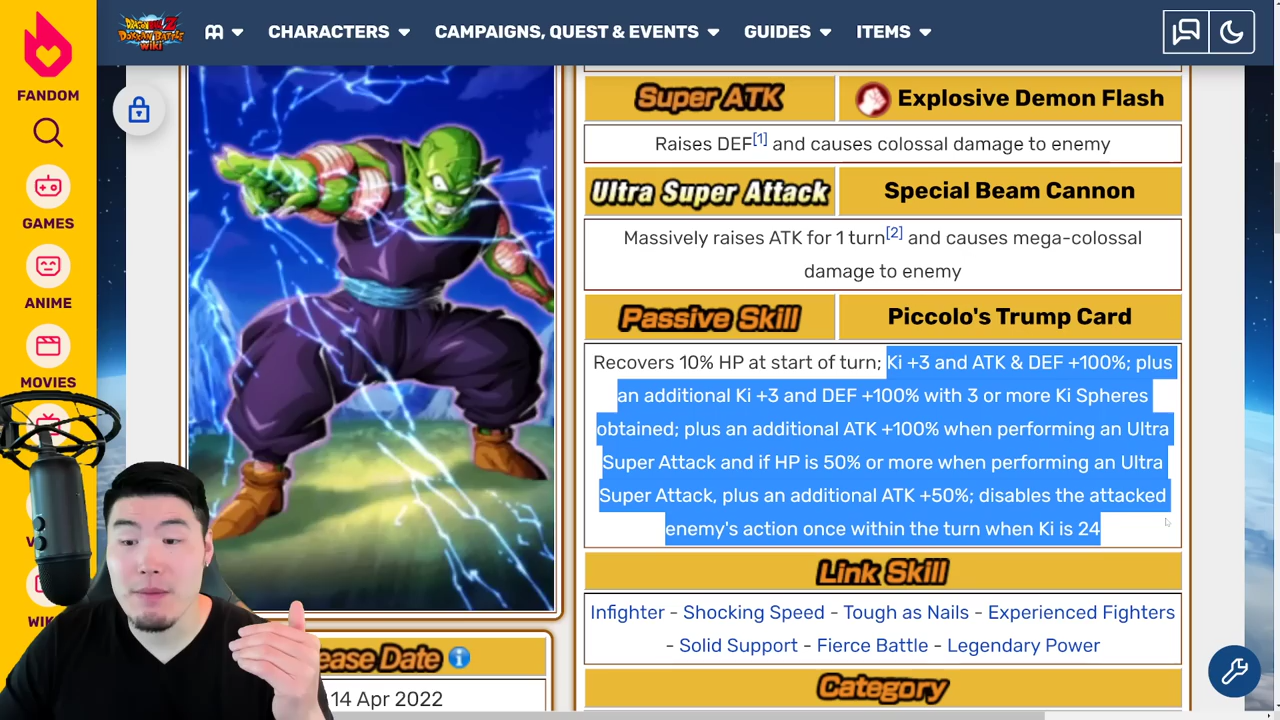 DRAGONBALL Z
DOKKAN BATTLE
WIKI
CHARACTERS
CAMPAIGNS, QUEST & EVENTS
GUIDES
ITEMS
FANDOM
GAMES
ANIME
MOVIES
WIK
Super ATK
Explosive Demon Flash
Raises DEF[1] and causes colossal damage to enemy
Ultra Super Attack
Special Beam Cannon
Massively raises ATK for 1 turn[2] and causes mega-colossal
damage to enemy
Passive Skill
Piccolo's Trump Card
Recovers 10% HP at start of turn; Ki +3 and ATK & DEF +100%; plus
an additional Ki +3 and DEF +100% with 3 or more Ki Spheres
obtained; plus an additional ATK +100% when performing an Ultra
Super Attack and if HP is 50% or more when performing an Ultra
Super Attack, plus an additional ATK +50%; disables the attacked
enemy's action once within the turn when Ki is 24
Link Skill
Infighter - Shocking Speed - Tough as Nails - Experienced Fighters
- Solid Support - Fierce Battle - Legendary Power
Category
ease Date
14 Apr 2022